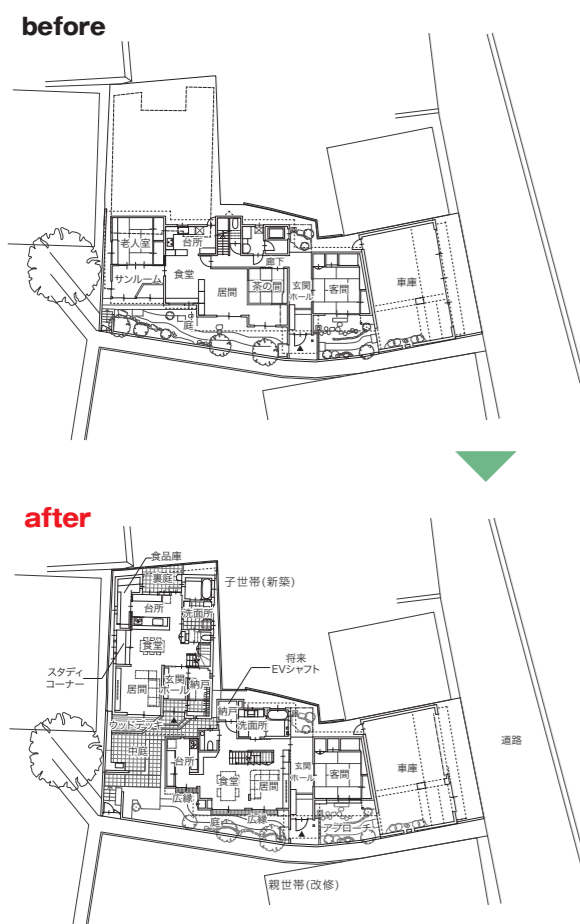 before
老人室
台所
サンルーム
食堂
居間
茶の間
廊下
玄関
ホール
客間
車庫
庭
after
食品庫
裏庭
子世帯(新築)
台所
洗面所
食堂
スタディ
コーナー
居間
玄関
ホール
納戸
将来
EVシャフト
納戸
洗面所
ウッドデッキ
中庭
台所
食堂
居間
玄関
ホール
客間
車庫
道路
広縁
庭
広縁
アプローチ
親世帯(改修)